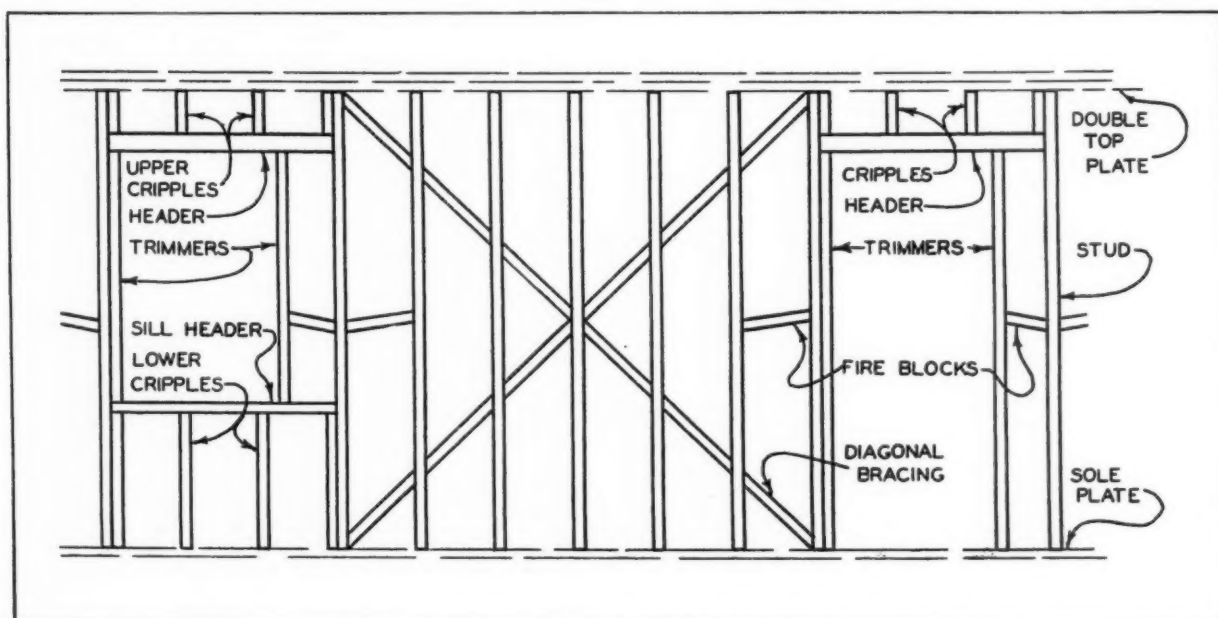 UPPER
CRIPPLES
HEADER
TRIMMERS
SILL HEADER
LOWER
CRIPPLES
DIAGONAL
BRACING
CRIPPLES
HEADER
TRIMMERS
FIRE BLOCKS
DOUBLE
TOP
PLATE
STUD
SOLE
PLATE